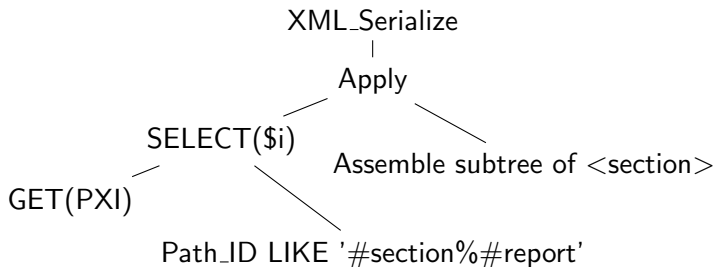 XML_Serialize
Apply
SELECT($i)
Assemble subtree of <section>
GET(PXI)
Path_ID LIKE '#section%#report'